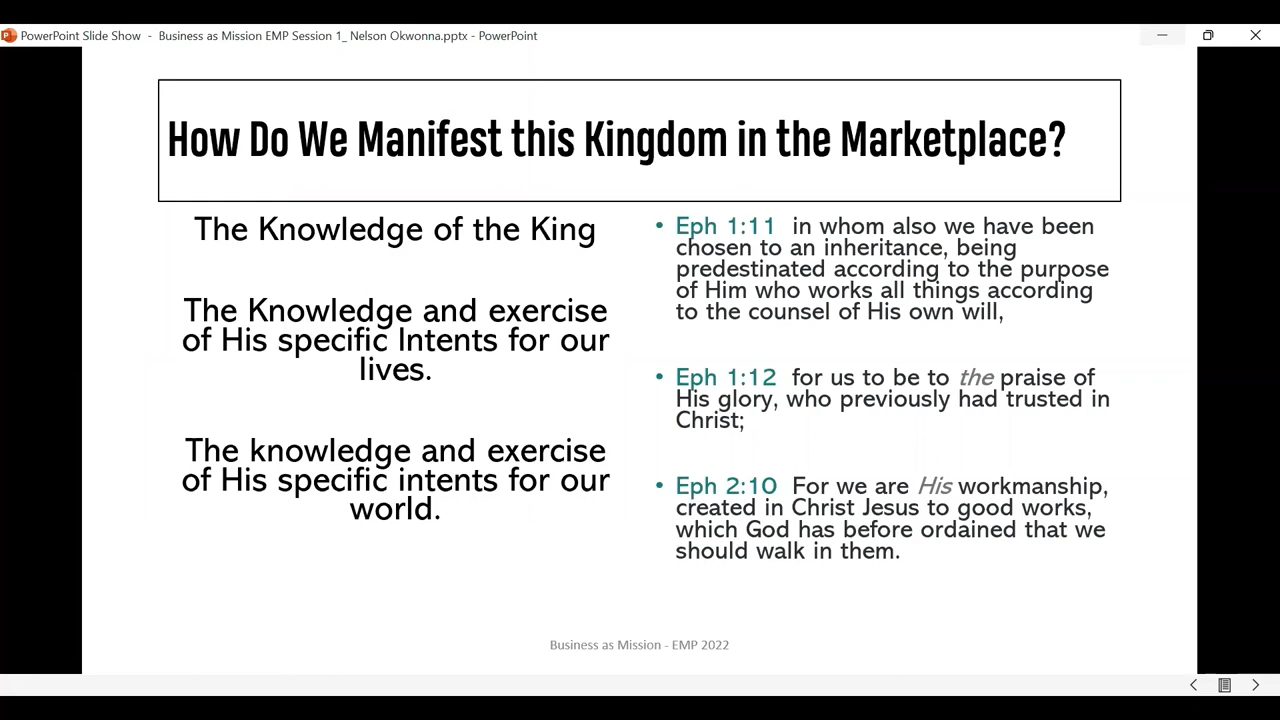 PowerPoint Slide Show - Business as Mission EMP Session 1_ Nelson Okwonna.pptx - PowerPoint
How Do We Manifest this Kingdom in the Marketplace?
The Knowledge of the King
The Knowledge and exercise
of His specific Intents for our
lives.
The knowledge and exercise
of His specific intents for our
world.
• Eph 1:11 in whom also we have been
chosen to an inheritance, being
predestinated according to the purpose
of Him who works all things according
to the counsel of His own will,
• Eph 1:12 for us to be to the praise of
His glory, who previously had trusted in
Christ;
• Eph 2:10 For we are His workmanship,
created in Christ Jesus to good works,
which God has before ordained that we
should walk in them.
Business as Mission - EMP 2022